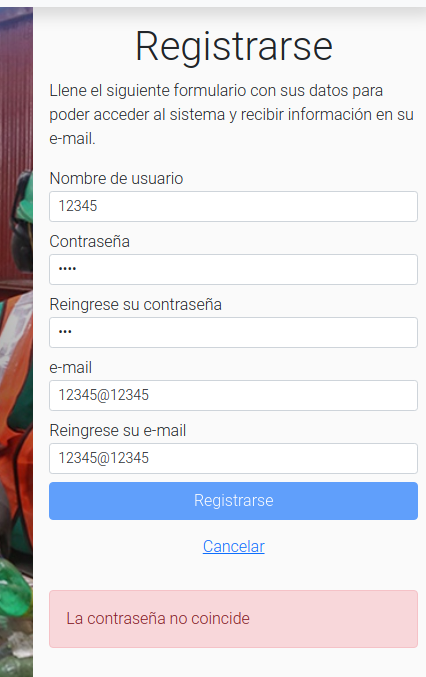 Registrarse
Llene el siguiente formulario con sus datos para
poder acceder al sistema y recibir información en su
e-mail.
Nombre de usuario
12345
Contraseña
••••
Reingrese su contraseña
•••
e-mail
12345@12345
Reingrese su e-mail
12345@12345
Registrarse
Cancelar
La contraseña no coincide